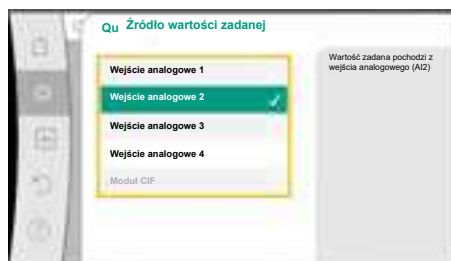 Qu Źródło wartości zadanej
Wartość zadana pochodzi z
wejścia analogowego (AI2)
Wejście analogowe 1
Wejście analogowe 2
Wejście analogowe 3
Wejście analogowe 4
Moduł CIF